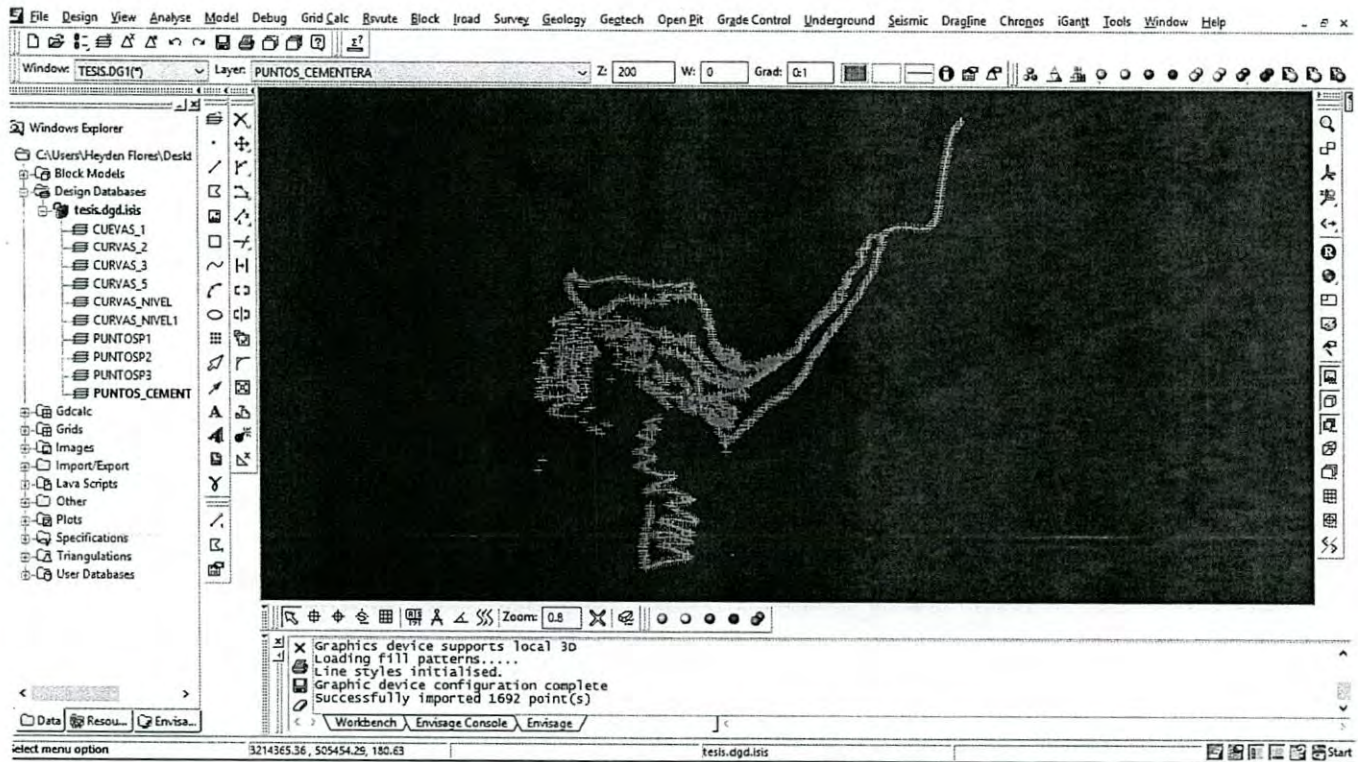 File Design View Analyse Model Debug Grid Calc Rsvute Block Iroad Survey Geology Geotech Open Pit Grade Control Underground Seismic Dragline Chronos iGantt Tools Window Help
Window: TESIS.DG1(*) Layer: PUNTOS_CEMENTERA Z: 200 W: 0 Grad: 0:1
Windows Explorer
C:\Users\Heyden Flores\Deskt
Block Models
Design Databases
tesis.dgd.isis
CUEVAS_1
CURVAS_2
CURVAS_3
CURVAS_5
CURVAS_NIVEL
CURVAS_NIVEL1
PUNTOSP1
PUNTOSP2
PUNTOSP3
PUNTOS_CEMENT
Gdcalc
Grids
Images
Import/Export
Lava Scripts
Other
Plots
Specifications
Triangulations
User Databases
Zoom: 0.8
Graphics device supports local 3D
Loading fill patterns.....
Line styles initialised.
Graphic device configuration complete
Successfully imported 1692 point(s)
Data Resou... Envisa...
Workbench Envisage Console Envisage
elect menu option 3214365.36 , 505454.29, 180.63 tesis.dgd.isis Start